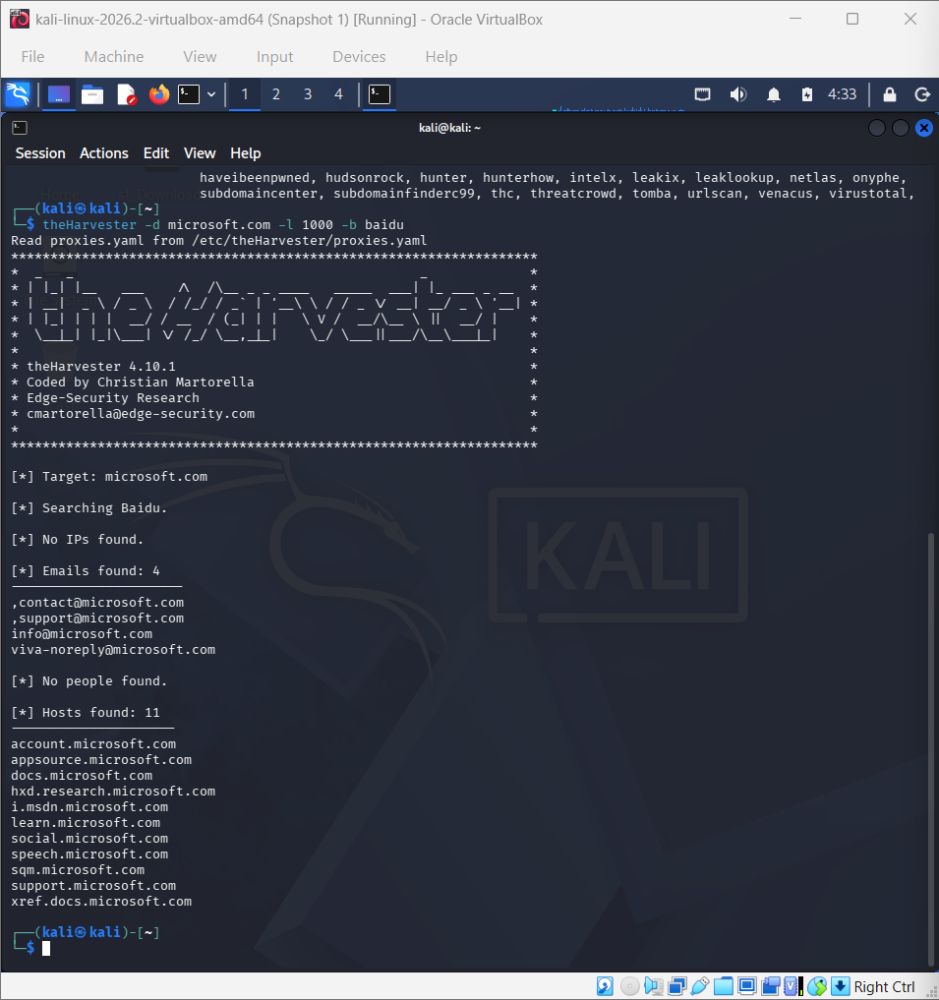 kali-linux-2026.2-virtualbox-amd64 (Snapshot 1) [Running] - Oracle VirtualBox
File Machine View Input Devices Help
1 2 3 4 4:33
kali@kali: ~
Session Actions Edit View Help
haveibeenpwned, hudsonrock, hunter, hunterhow, intelx, leakix, leaklookup, netlas, onyphe,
subdomaincenter, subdomainfinderc99, thc, threatcrowd, tomba, urlscan, venacus, virustotal,
┌──(kali㉿kali)-[~]
└─$ theHarvester -d microsoft.com -l 1000 -b baidu
Read proxies.yaml from /etc/theHarvester/proxies.yaml
*******************************************************************
theHarvester
* theHarvester 4.10.1 *
* Coded by Christian Martorella *
* Edge-Security Research *
* cmartorella@edge-security.com *
* *
*******************************************************************
[*] Target: microsoft.com
[*] Searching Baidu.
[*] No IPs found.
[*] Emails found: 4
----------------------
,contact@microsoft.com
,support@microsoft.com
info@microsoft.com
viva-noreply@microsoft.com
[*] No people found.
[*] Hosts found: 11
---------------------
account.microsoft.com
appsource.microsoft.com
docs.microsoft.com
hxd.research.microsoft.com
i.msdn.microsoft.com
learn.microsoft.com
social.microsoft.com
speech.microsoft.com
sqm.microsoft.com
support.microsoft.com
xref.docs.microsoft.com
┌──(kali㉿kali)-[~]
└─$
KALI
Right Ctrl